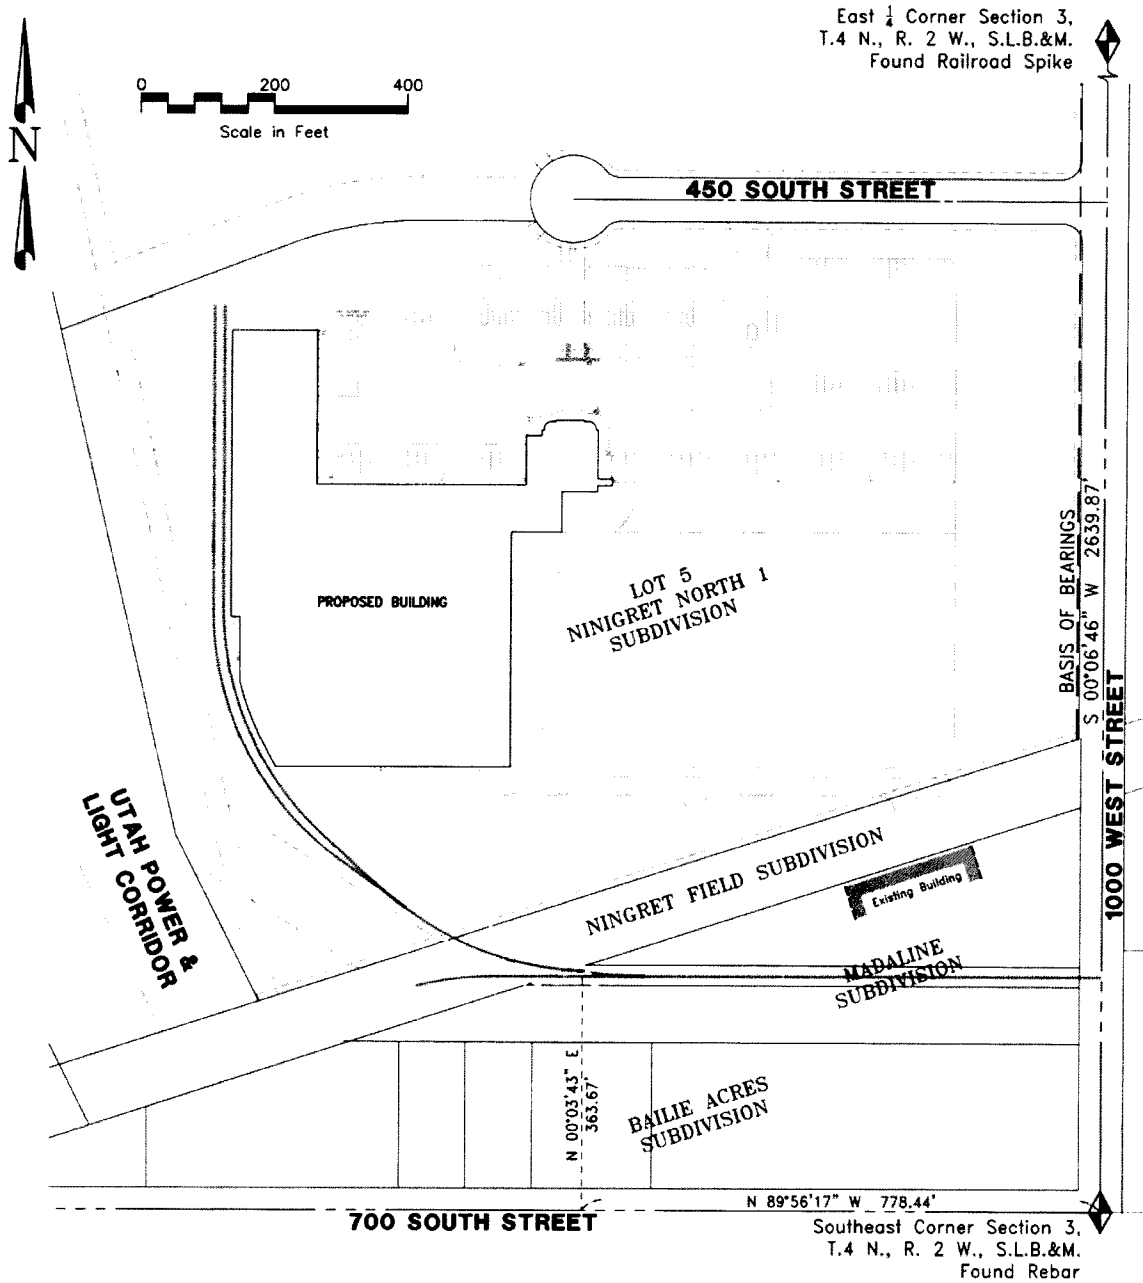 East 1/4 Corner Section 3,
T.4 N., R. 2 W., S.L.B.&M.
Found Railroad Spike
N
0 200 400
Scale in Feet
450 SOUTH STREET
BASIS OF BEARINGS
S 00°06'46" W 2639.87'
PROPOSED BUILDING
LOT 5
NINIGRET NORTH 1
SUBDIVISION
1000 WEST STREET
UTAH POWER &
LIGHT CORRIDOR
NINGRET FIELD SUBDIVISION
Existing Building
MADALINE
SUBDIVISION
N 00°03'43" E
363.67'
BAILIE ACRES
SUBDIVISION
N 89°56'17" W 778.44'
700 SOUTH STREET
Southeast Corner Section 3,
T.4 N., R. 2 W., S.L.B.&M.
Found Rebar